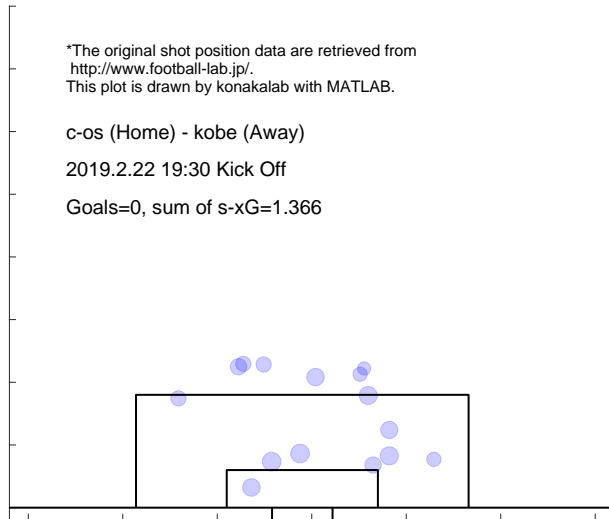 *The original shot position data are retrieved from
http://www.football-lab.jp/.
This plot is drawn by konakalab with MATLAB.
c-os (Home) - kobe (Away)
2019.2.22 19:30 Kick Off
Goals=0, sum of s-xG=1.366